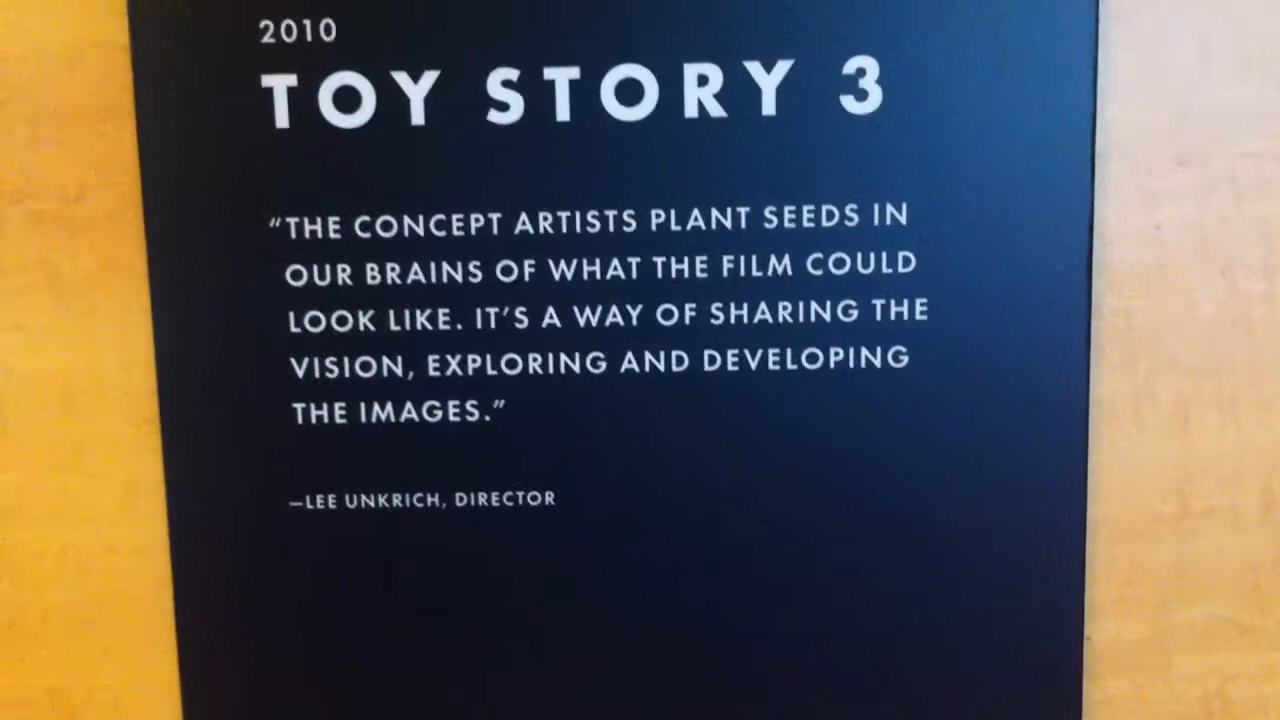 2010
TOY STORY 3
“THE CONCEPT ARTISTS PLANT SEEDS IN
OUR BRAINS OF WHAT THE FILM COULD
LOOK LIKE. IT’S A WAY OF SHARING THE
VISION, EXPLORING AND DEVELOPING
THE IMAGES.”
—LEE UNKRICH, DIRECTOR